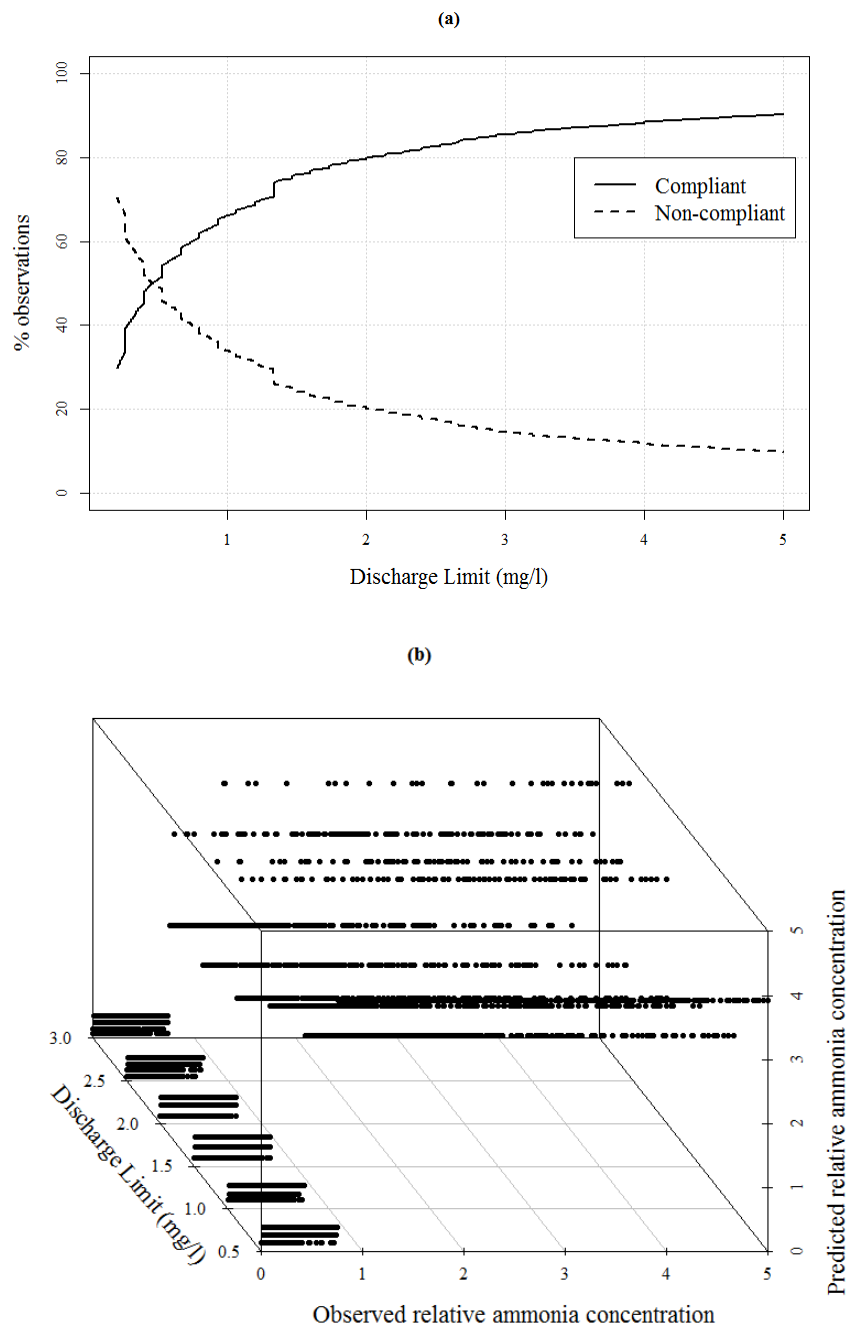 (a)
100
80
60
40
20
0
% observations
Compliant
Non-compliant
1 2 3 4 5
Discharge Limit (mg/l)
(b)
3.0
2.5
2.0
1.5
1.0
0.5
Discharge Limit (mg/l)
0 1 2 3 4 5
Observed relative ammonia concentration
5
4
3
2
1
0
Predicted relative ammonia concentration